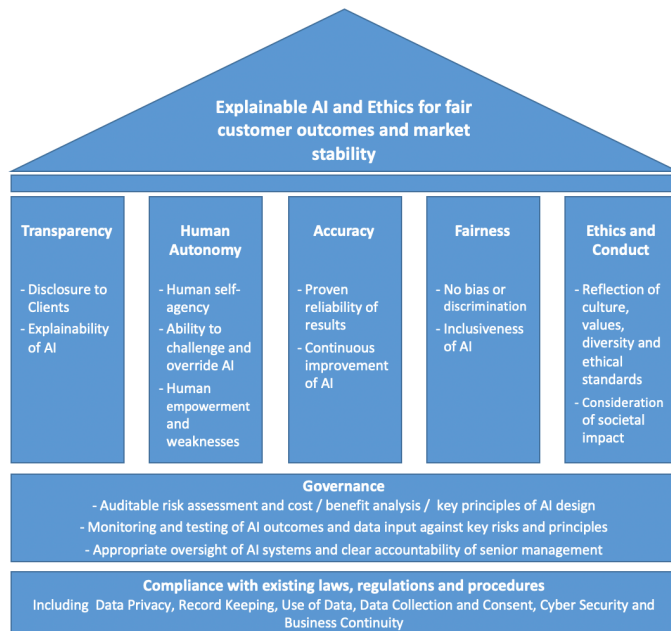 Explainable AI and Ethics for fair
customer outcomes and market
stability
Transparency
- Disclosure to
Clients
- Explainability
of AI
Human
Autonomy
- Human self-
agency
- Ability to
challenge and
override AI
- Human
empowerment
and
weaknesses
Accuracy
- Proven
reliability of
results
- Continuous
improvement
of AI
Fairness
- No bias or
discrimination
- Inclusiveness
of AI
Ethics and
Conduct
- Reflection of
culture,
values,
diversity and
ethical
standards
- Consideration
of societal
impact
Governance
- Auditable risk assessment and cost / benefit analysis / key principles of AI design
- Monitoring and testing of AI outcomes and data input against key risks and principles
- Appropriate oversight of AI systems and clear accountability of senior management
Compliance with existing laws, regulations and procedures
Including Data Privacy, Record Keeping, Use of Data, Data Collection and Consent, Cyber Security and
Business Continuity